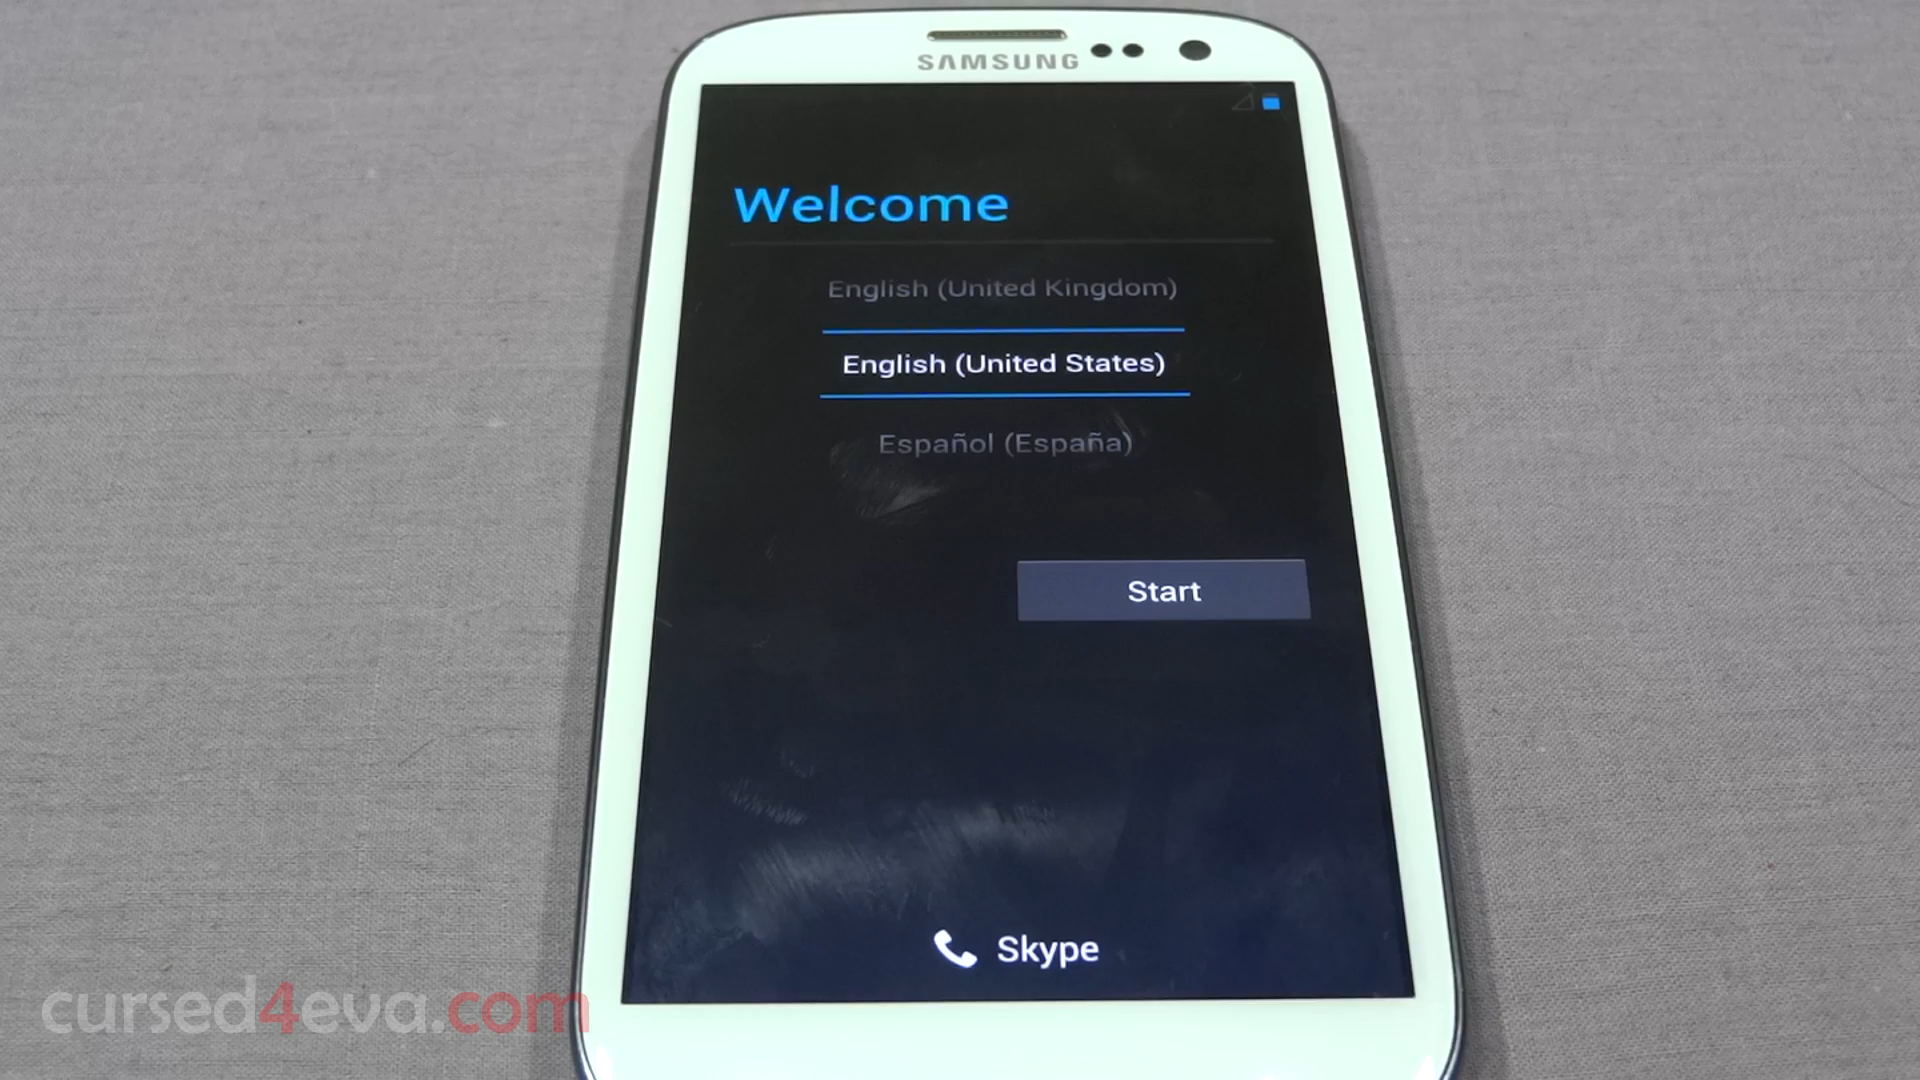 SAMSUNG
Welcome
English (United Kingdom)
English (United States)
Español (España)
Start
Skype
cursed4eva.com